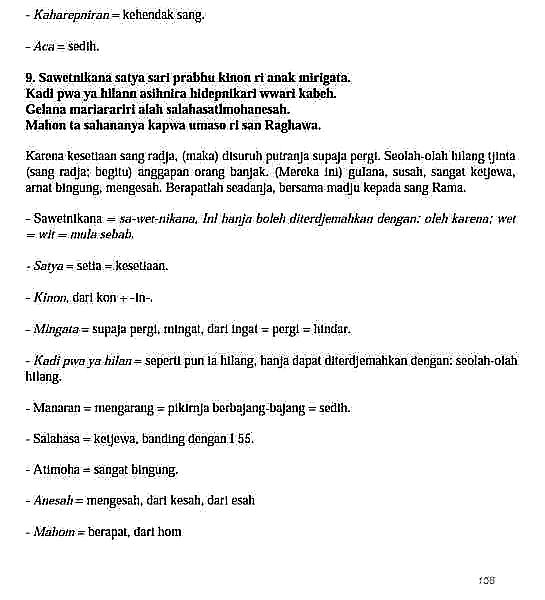 - Kaharepniran = kehendak sang.
- Aca = sedih.
9. Sawetnikana satya sari prabhu kinon ri anak mirigata.
Kadi pwa ya hilann asihnira hidepnikari wwari kabeh.
Gelana mariarariri alah salahasatimohanesah.
Mahon ta sahananya kapwa umaso ri san Raghawa.
Karena kesetiaan sang radja, (maka) disuruh putranja supaja pergi. Seolah-olah hilang tjinta
(sang radja; begitu) anggapan orang banjak. (Mereka ini) gulana, susah, sangat ketjewa,
amat bingung, mengesah. Berapatlah seadanja, bersama madju kepada sang Rama.
- Sawetnikana = sa-wet-nikana, Ini hanja boleh diterdjemahkan dengan: oleh karena; wet
= wit = mula sebab.
- Satya = setia = kesetiaan.
- Kinon, dari kon + -in-.
- Mingata = supaja pergi, mingat, dari ingat = pergi = hindar.
- Kadi pwa ya hilan = seperti pun ia hilang, hanja dapat diterdjemahkan dengan: seolah-olah
hilang.
- Manaran = mengarang = pikirnja berbajang-bajang = sedih.
- Salahasa = ketjewa, banding dengan I 55.
- Atimoha = sangat bingung.
- Anesah = mengesah, dari kesah, dari esah
- Mahom = berapat, dari hom